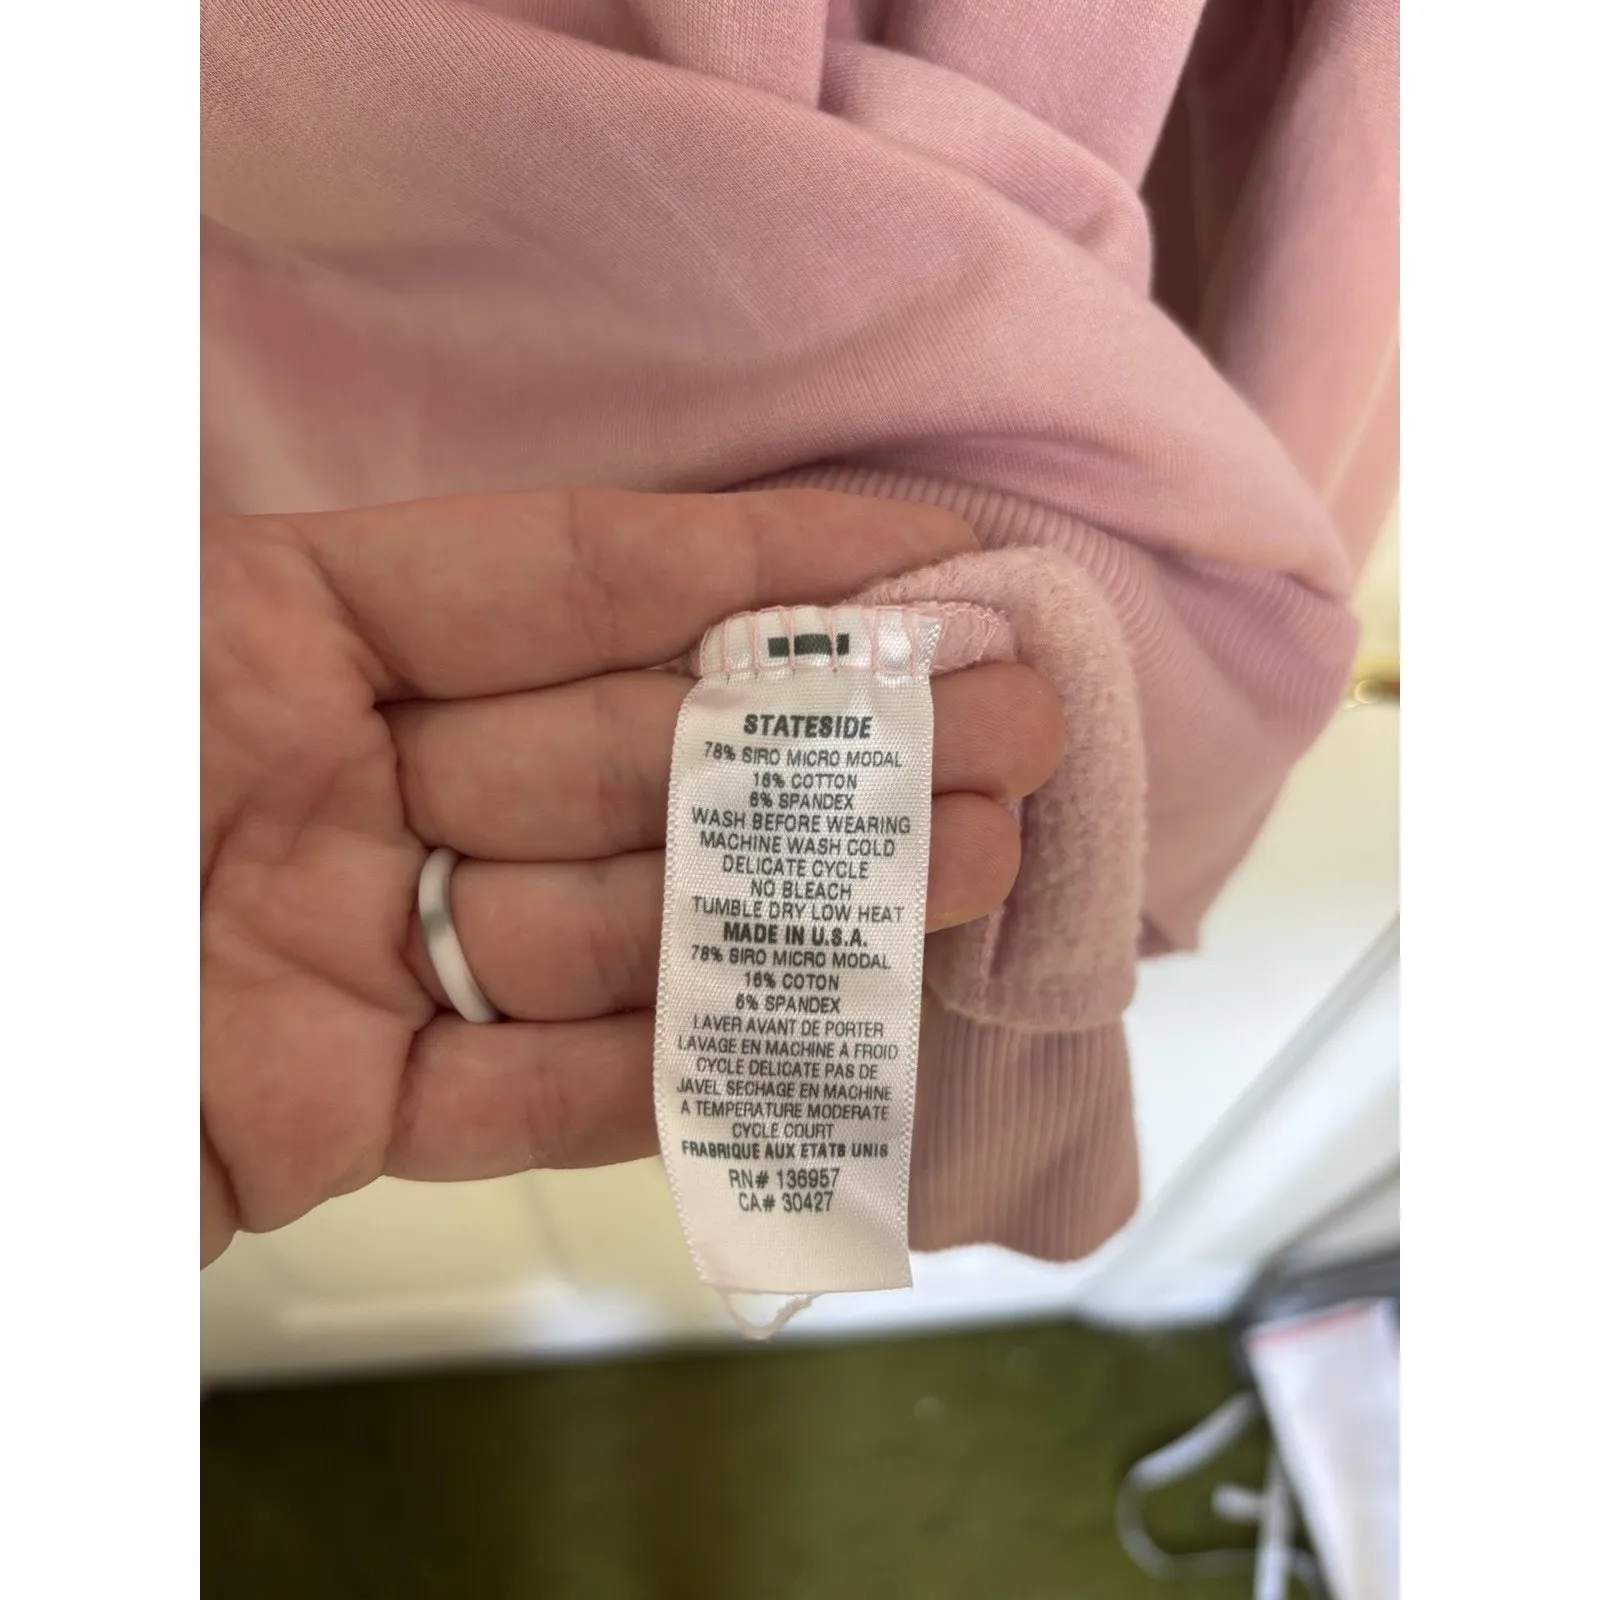 STATESIDE
78% SIRO MICRO MODAL
16% COTTON
6% SPANDEX
WASH BEFORE WEARING
MACHINE WASH COLD
DELICATE CYCLE
NO BLEACH
TUMBLE DRY LOW HEAT
MADE IN U.S.A.
78% SIRO MICRO MODAL
16% COTON
6% SPANDEX
LAVER AVANT DE PORTER
LAVAGE EN MACHINE A FROID
CYCLE DELICATE PAS DE
JAVEL SECHAGE EN MACHINE
A TEMPERATURE MODERATE
CYCLE COURT
FRABRIQUE AUX ETATS UNIS
RN# 136957
CA# 30427